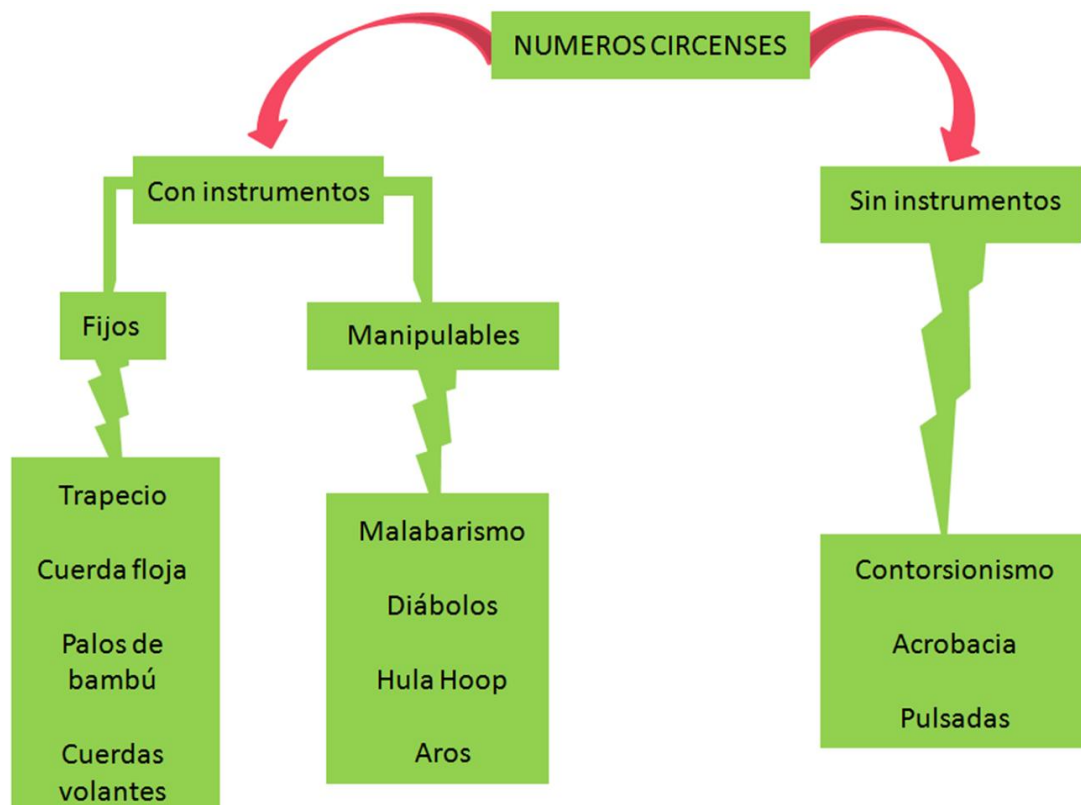 NUMEROS CIRCENSES
Con instrumentos
Sin instrumentos
Fijos
Manipulables
Trapecio
Cuerda floja
Palos de
bambú
Cuerdas
volantes
Malabarismo
Diábolos
Hula Hoop
Aros
Contorsionismo
Acrobacia
Pulsadas